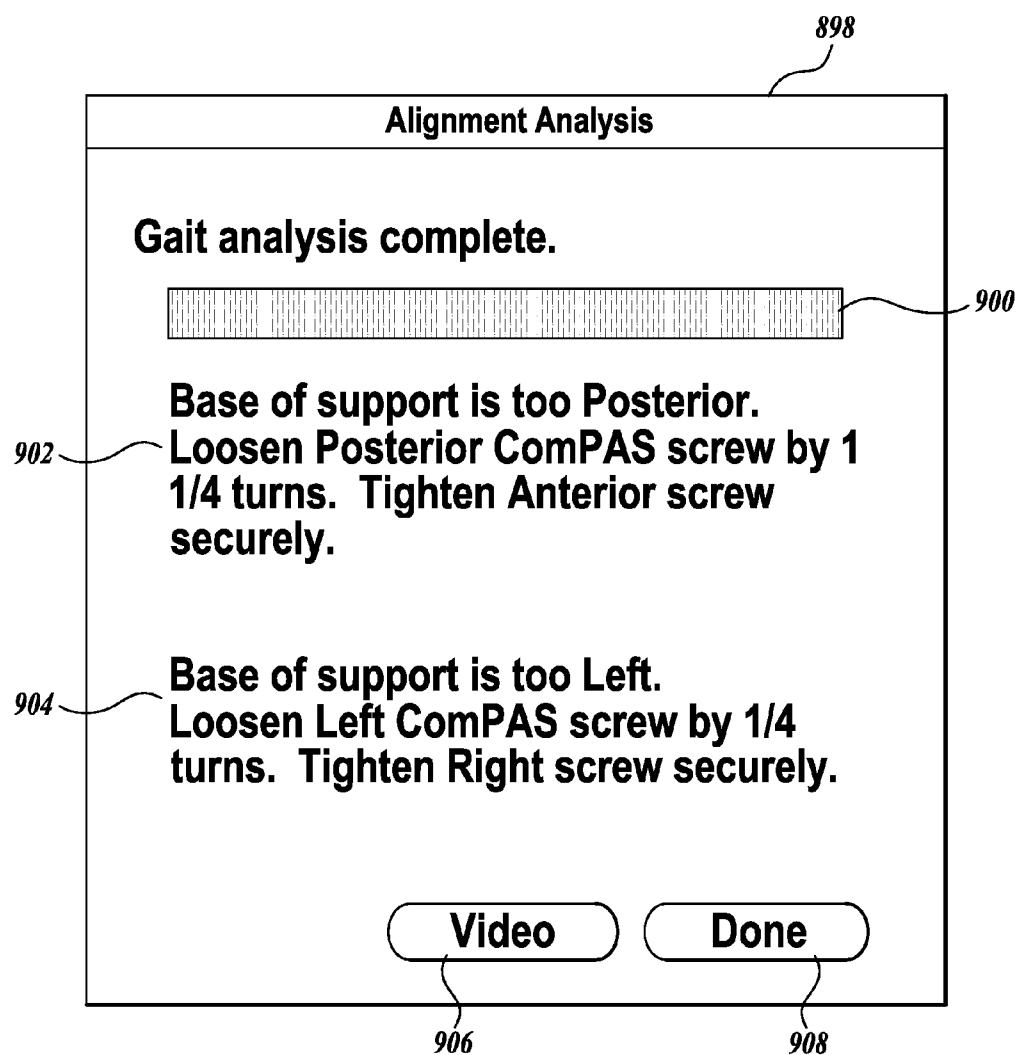 898
Alignment Analysis
Gait analysis complete.
900
Base of support is too Posterior.
902 Loosen Posterior ComPAS screw by 1
1/4 turns. Tighten Anterior screw
securely.
Base of support is too Left.
904 Loosen Left ComPAS screw by 1/4
turns. Tighten Right screw securely.
Video Done
906 908